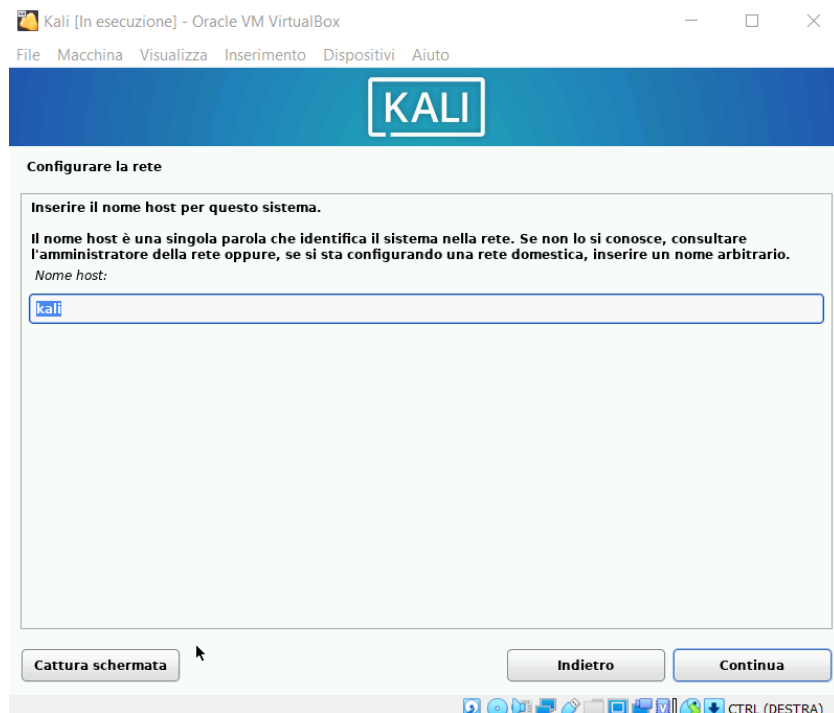 Kali [In esecuzione] - Oracle VM VirtualBox
File Macchina Visualizza Inserimento Dispositivi Aiuto
KALI
Configurare la rete
Inserire il nome host per questo sistema.
Il nome host è una singola parola che identifica il sistema nella rete. Se non lo si conosce, consultare
l'amministratore della rete oppure, se si sta configurando una rete domestica, inserire un nome arbitrario.
Nome host:
kali
Cattura schermata Indietro Continua
CTRL (DESTRA)